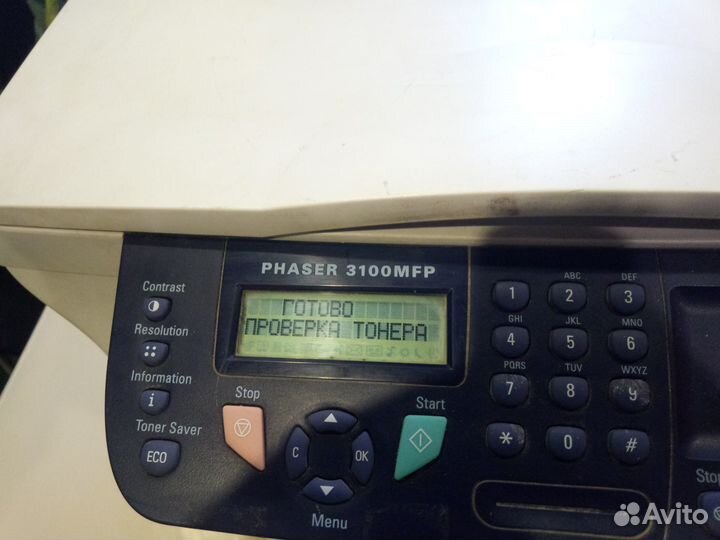 PHASER 3100MFP
ГОТОВО
ПРОВЕРКА ТОНЕРА
Contrast
Resolution
Information
i
Toner Saver
ECO
Stop
Start
C
OK
Menu
1
ABC
2
DEF
3
GHI
4
JKL
5
MNO
6
PQRS
7
TUV
8
WXYZ
9
*
0
#
Avito